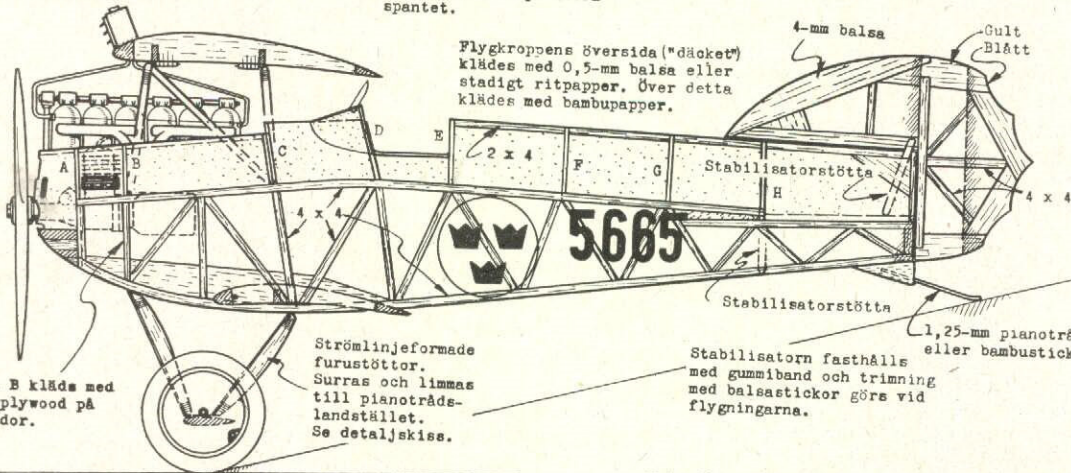 spantet.
Flygkroppens översida ("däcket")
klädes med 0,5-mm balsa eller
stadigt ritpapper. Över detta
klädes med bambupapper.
4-mm balsa
Gult
Blått
A
B
C
D
E
2 x 4
F
G
Stabilisatorstötta
H
4 x 4
4 x 4
5665
Stabilisatorstötta
B kläds med
plywood på
Strömlinjeformade
furustöttor.
Surras och limmas
till pianotråds-
landstället.
Se detaljskiss.
Stabilisatorn fasthålls
med gummiband och trimning
med balsastickor görs vid
flygningarna.
1,25-mm pianotrå
eller bambustick